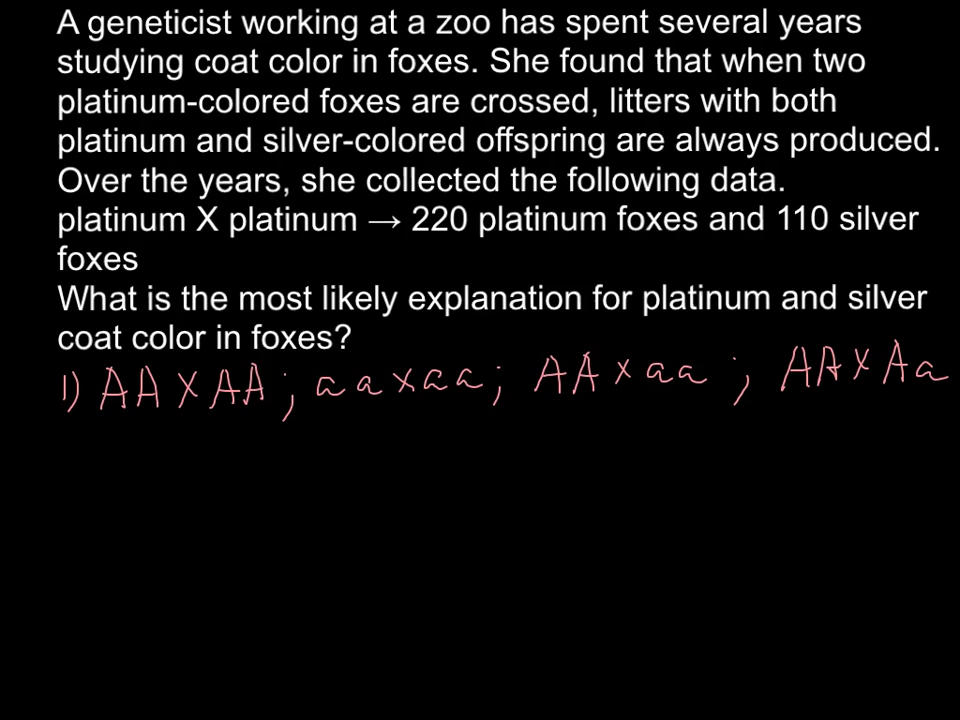 A geneticist working at a zoo has spent several years
studying coat color in foxes. She found that when two
platinum-colored foxes are crossed, litters with both
platinum and silver-colored offspring are always produced.
Over the years, she collected the following data.
platinum X platinum → 220 platinum foxes and 110 silver
foxes
What is the most likely explanation for platinum and silver
coat color in foxes?
1) AA X AA ; aa x aa ; AA x aa ; AA x Aa